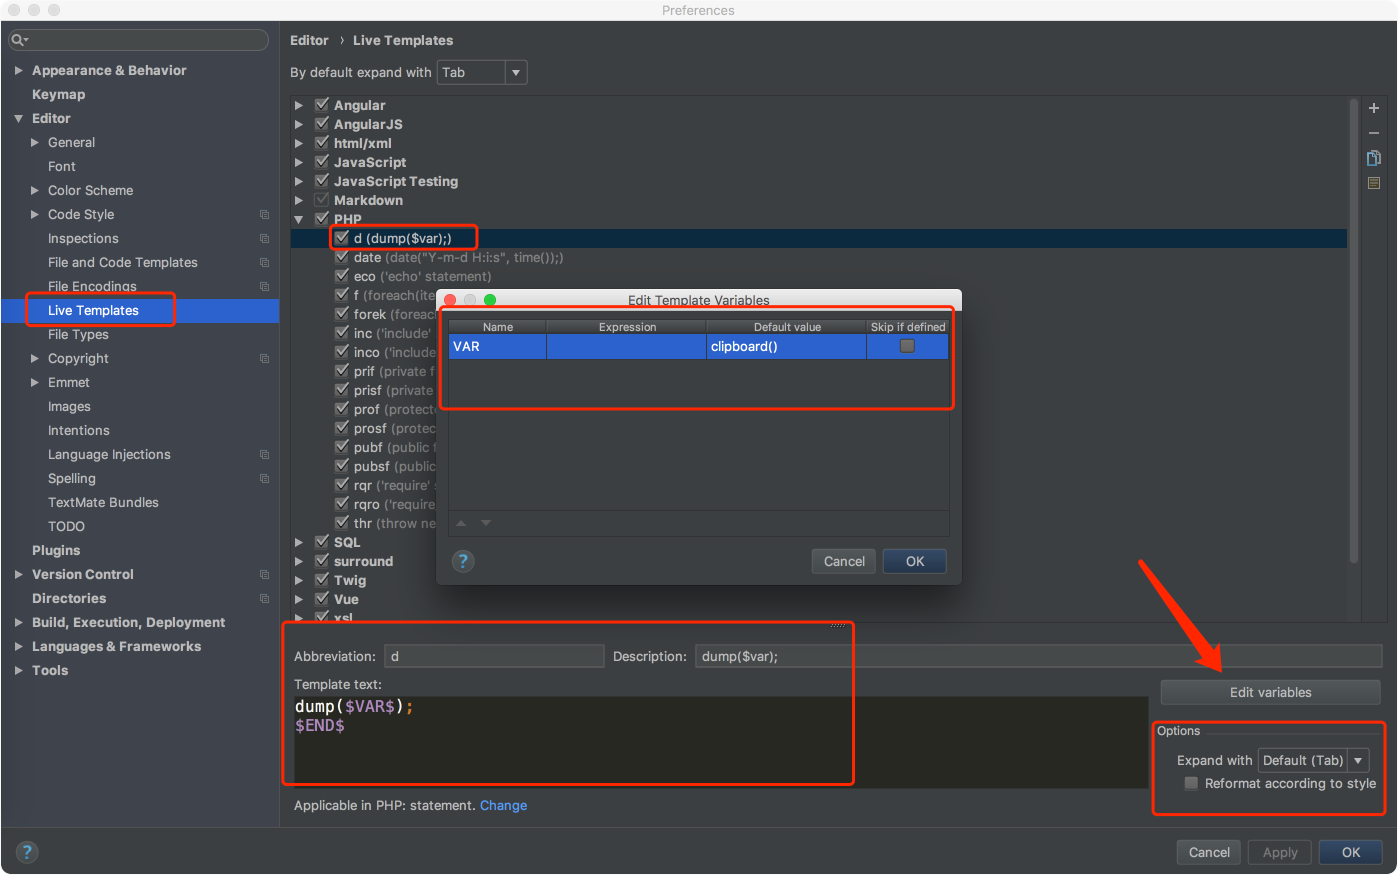 Preferences
Appearance & Behavior
Keymap
Editor
General
Font
Color Scheme
Code Style
Inspections
File and Code Templates
File Encodings
Live Templates
File Types
Copyright
Emmet
Images
Intentions
Language Injections
Spelling
TextMate Bundles
TODO
Plugins
Version Control
Directories
Build, Execution, Deployment
Languages & Frameworks
Tools
Editor › Live Templates
By default expand with Tab
Angular
AngularJS
html/xml
JavaScript
JavaScript Testing
Markdown
PHP
d (dump($var);)
date (date("Y-m-d H:i:s", time());)
eco ('echo' statement)
f (foreach(ite
forek (foreac
inc ('include'
inco ('include
prif (private f
prisf (private
prof (protecte
prosf (protec
pubf (public f
pubsf (public
rqr ('require' s
rqro ('require
thr (throw ne
SQL
surround
Twig
Vue
xsl
Edit Template Variables
Name Expression Default value Skip if defined
VAR clipboard()
? Cancel OK
Abbreviation: d Description: dump($var);
Template text:
dump($VAR$);
$END$
Edit variables
Options
Expand with Default (Tab)
Reformat according to style
Applicable in PHP: statement. Change
? Cancel Apply OK